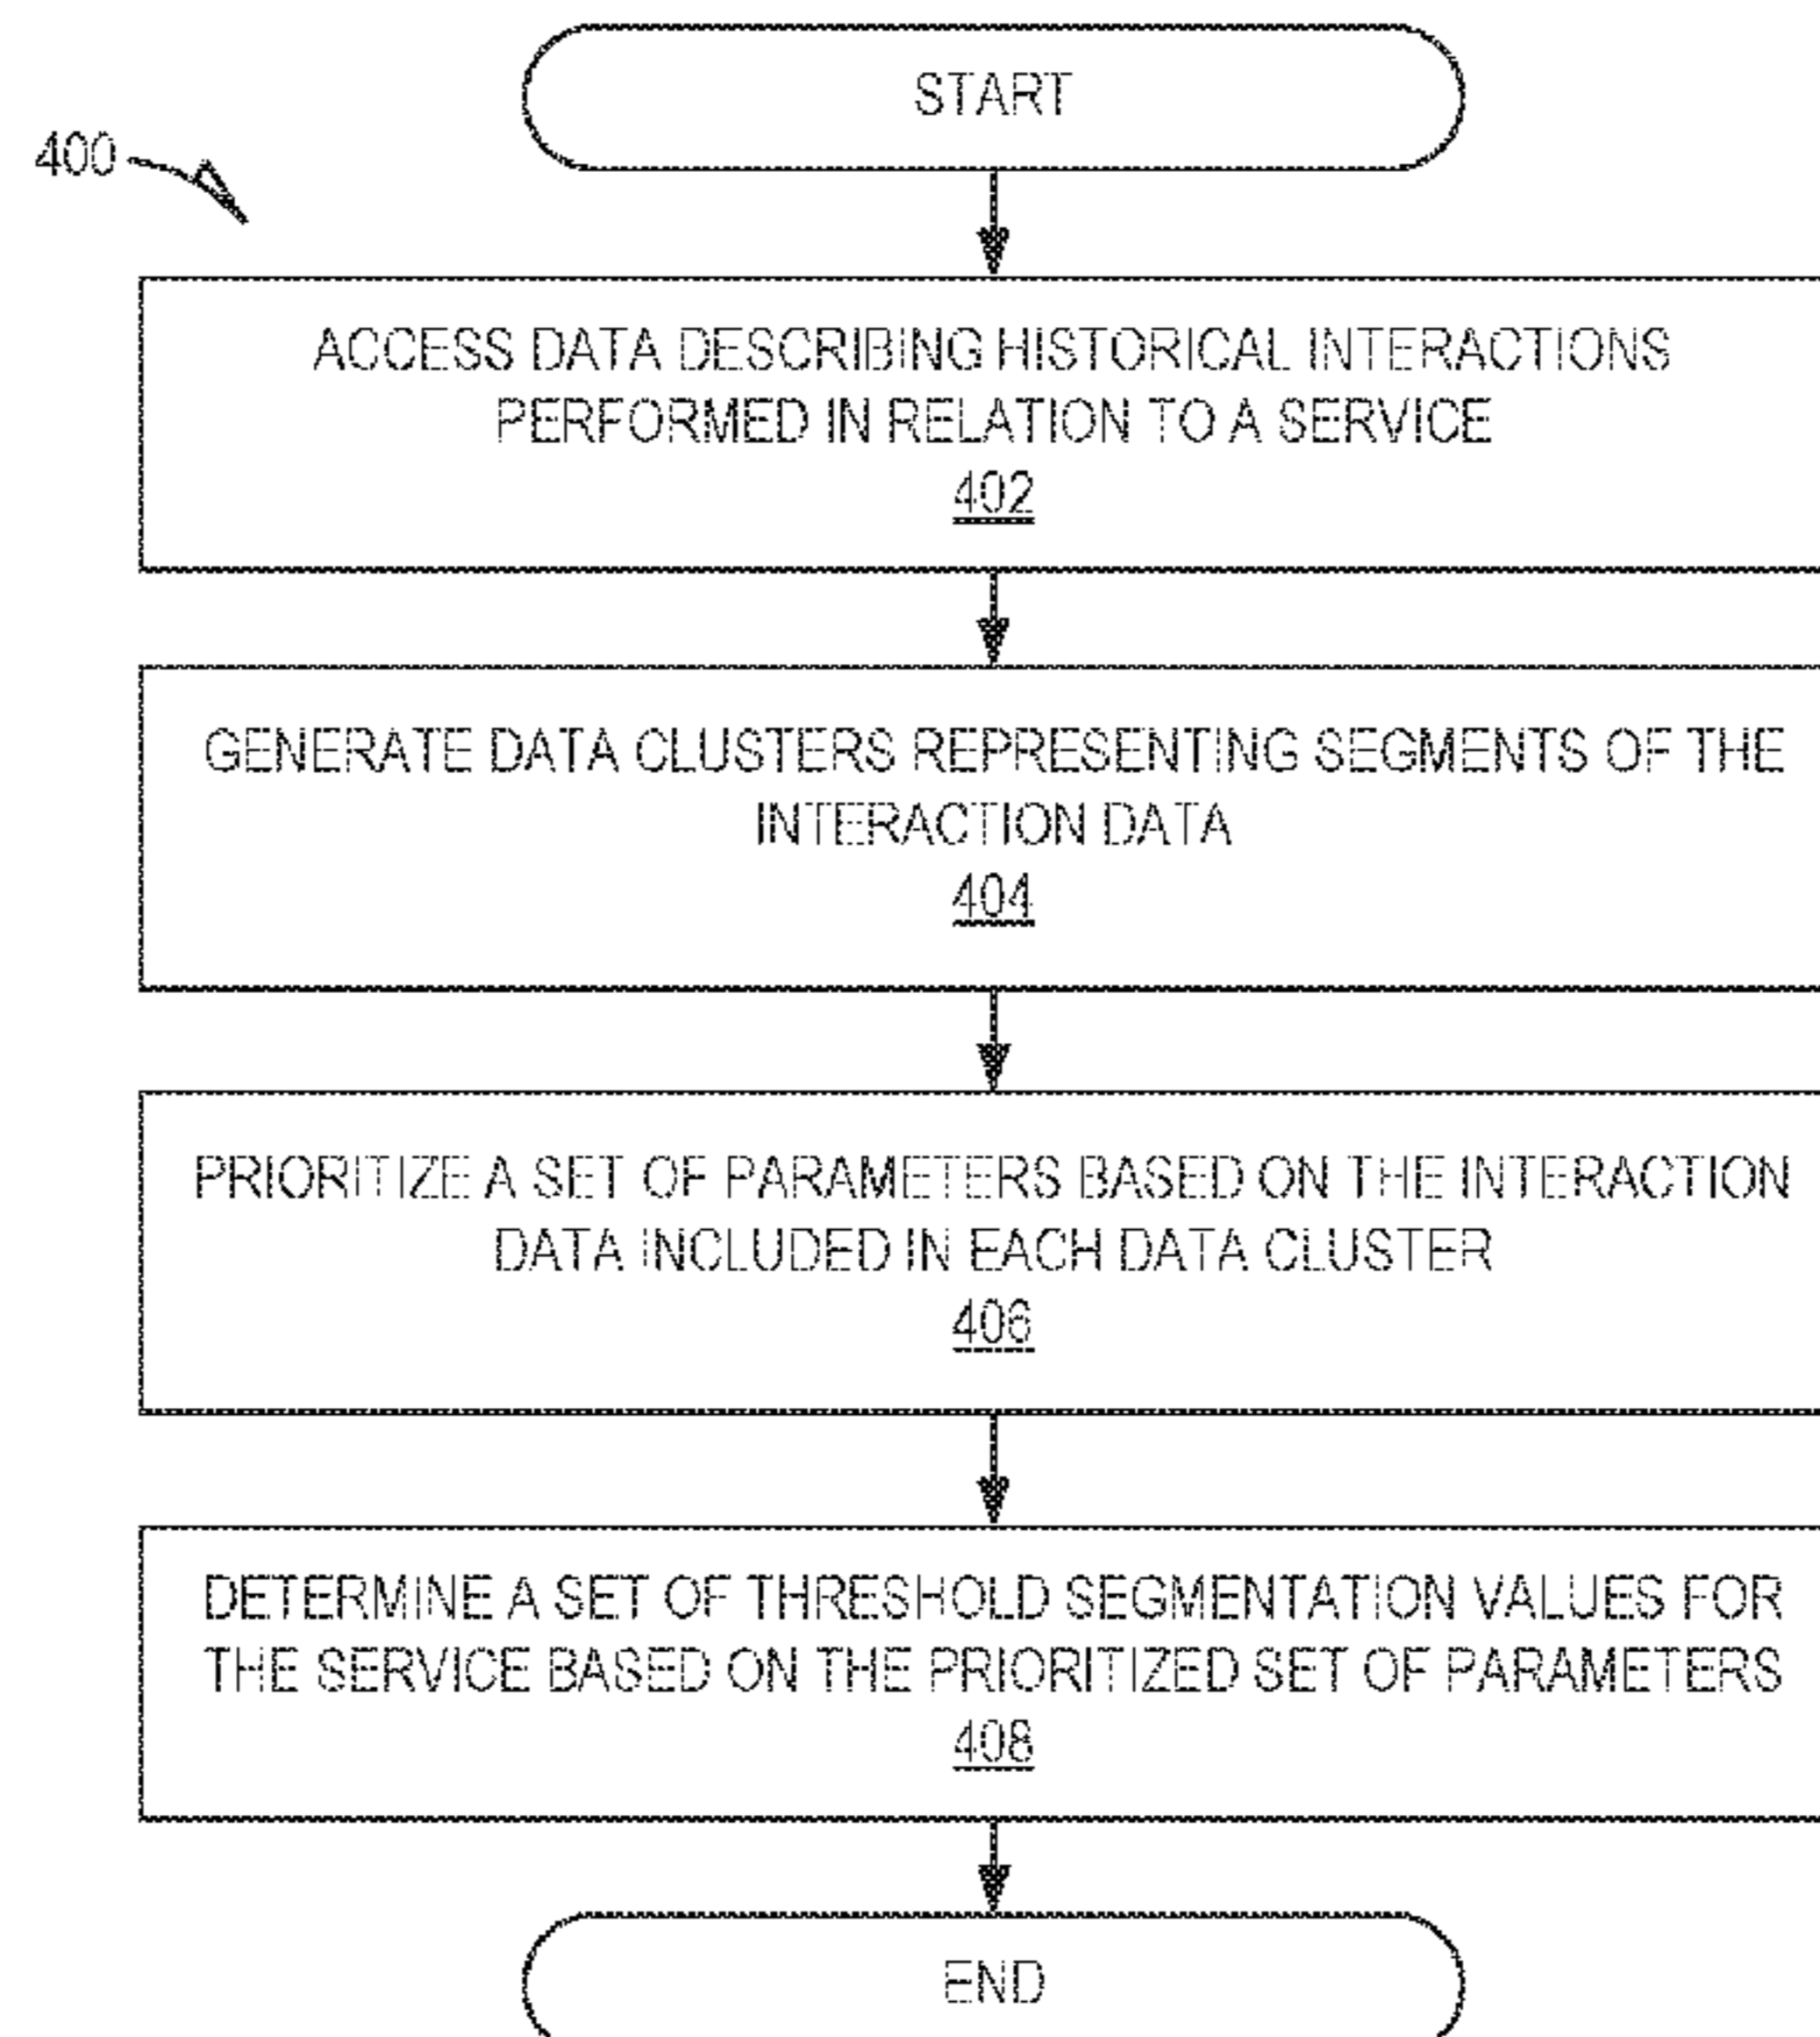 START
400
ACCESS DATA DESCRIBING HISTORICAL INTERACTIONS
PERFORMED IN RELATION TO A SERVICE
402
GENERATE DATA CLUSTERS REPRESENTING SEGMENTS OF THE
INTERACTION DATA
404
PRIORITIZE A SET OF PARAMETERS BASED ON THE INTERACTION
DATA INCLUDED IN EACH DATA CLUSTER
406
DETERMINE A SET OF THRESHOLD SEGMENTATION VALUES FOR
THE SERVICE BASED ON THE PRIORITIZED SET OF PARAMETERS
408
END